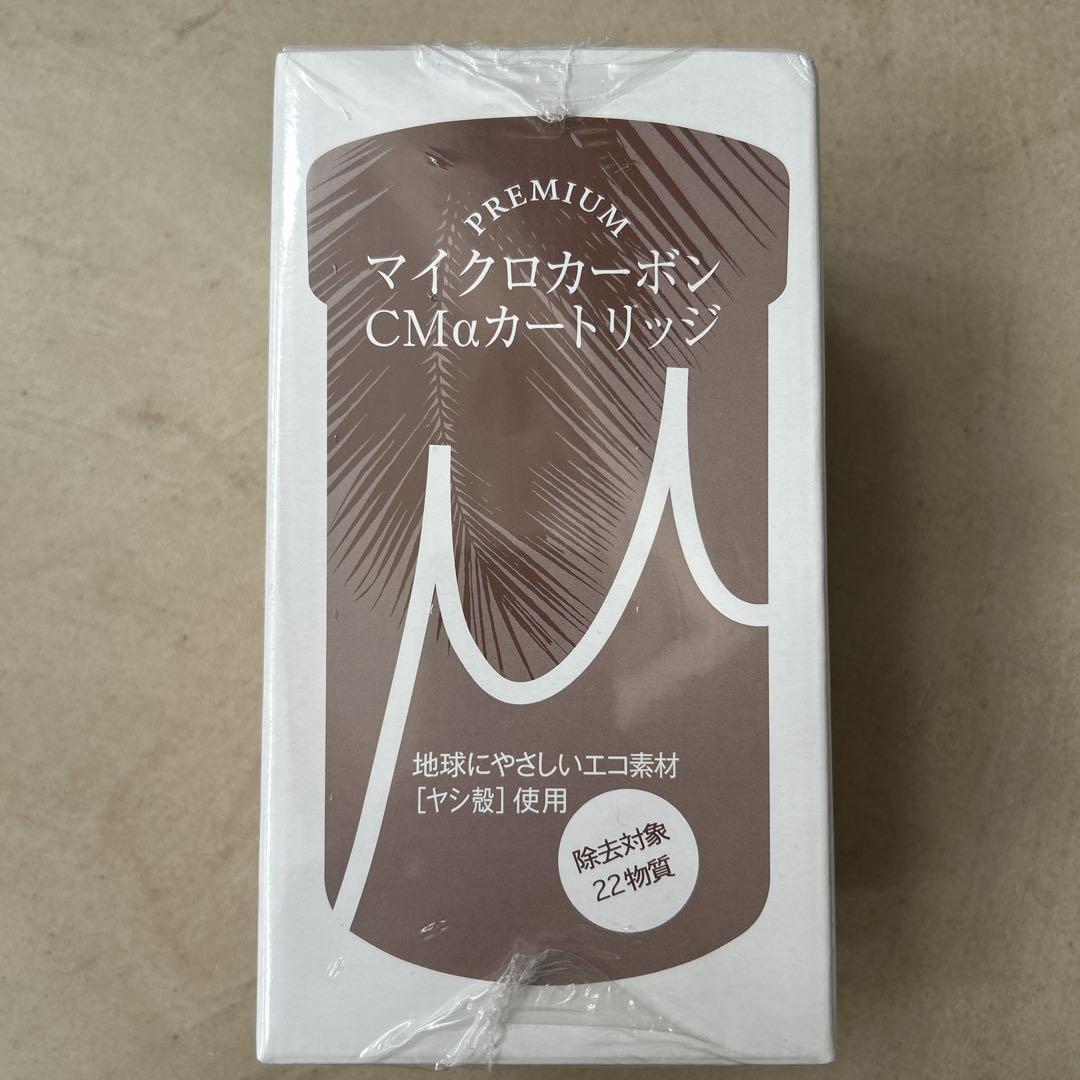 PREMIUM
マイクロカーボン
CMαカートリッジ
μ
地球にやさしいエコ素材
[ヤシ殻] 使用
除去対象
22物質